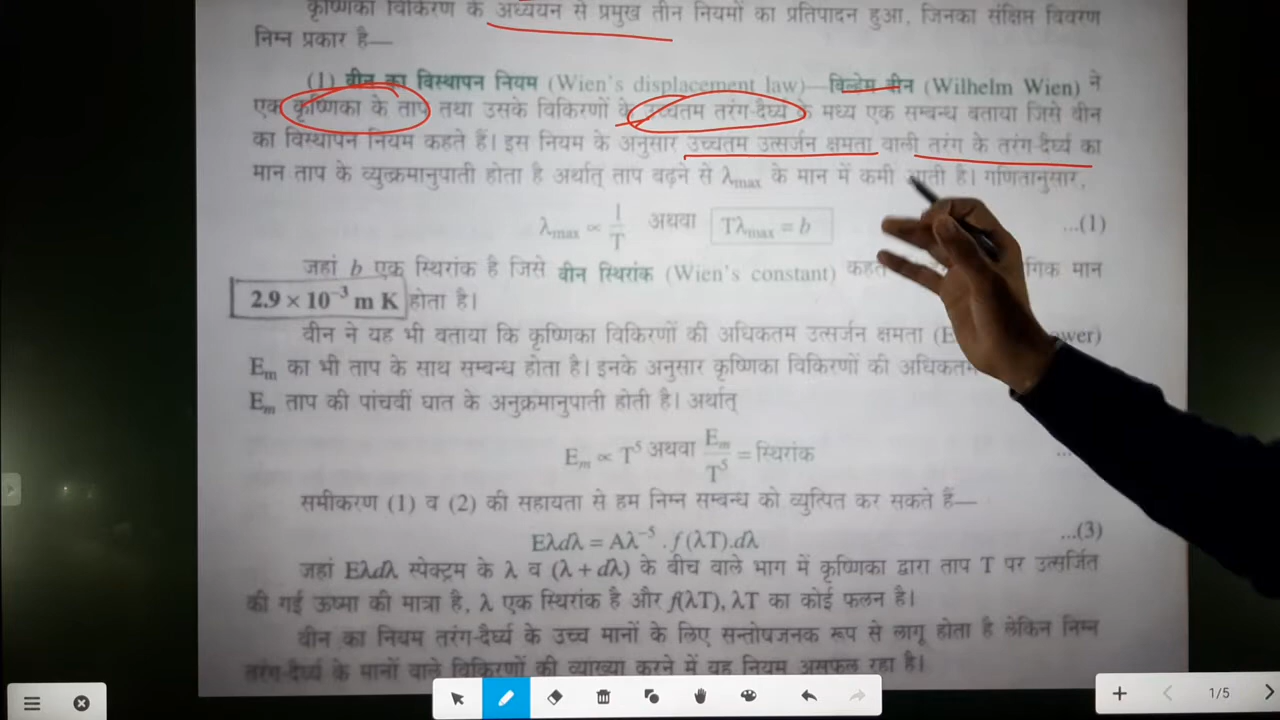 कृष्णिका विकिरण के अध्ययन से प्रमुख तीन नियमों का प्रतिपादन हुआ, जिनका संक्षिप्त विवरण
निम्न प्रकार है—
(1) वीन का विस्थापन नियम (Wien's displacement law)—विल्हेम वीन (Wilhelm Wien) ने
एक कृष्णिका के ताप तथा उसके विकिरणों के उच्चतम तरंग-दैर्घ्य के मध्य एक सम्बन्ध बताया जिसे वीन
का विस्थापन नियम कहते हैं। इस नियम के अनुसार उच्चतम उत्सर्जन क्षमता वाली तरंग के तरंग-दैर्घ्य का
मान ताप के व्युत्क्रमानुपाती होता है अर्थात् ताप बढ़ने से λmax के मान में कमी आती है। गणितानुसार,
λmax ∝ 1/T अथवा Tλmax = b ...(1)
जहां b एक स्थिरांक है जिसे वीन स्थिरांक (Wien's constant) कहते मान
2.9 × 10⁻³ m K होता है।
वीन ने यह भी बताया कि कृष्णिका विकिरणों की अधिकतम उत्सर्जन क्षमता
Em का भी ताप के साथ सम्बन्ध होता है। इनके अनुसार कृष्णिका विकिरणों की अधिकतम
Em ताप की पांचवीं घात के अनुक्रमानुपाती होती है। अर्थात्
Em ∝ T⁵ अथवा Em/T⁵ = स्थिरांक
समीकरण (1) व (2) की सहायता से हम निम्न सम्बन्ध को व्युत्पित कर सकते हैं—
Eλdλ = Aλ⁻⁵ . f(λT).dλ ...(3)
जहां Eλdλ स्पेक्ट्रम के λ व (λ + dλ) के बीच वाले भाग में कृष्णिका द्वारा ताप T पर उत्सर्जित
की गई ऊष्मा की मात्रा है, λ एक स्थिरांक है और f(λT), λT का कोई फलन है।
वीन का नियम तरंग-दैर्घ्य के उच्च मानों के लिए सन्तोषजनक रूप से लागू होता है लेकिन निम्न
तरंग-दैर्घ्य के मानों वाले विकिरणों की व्याख्या करने में यह नियम असफल रहा है।
1/5